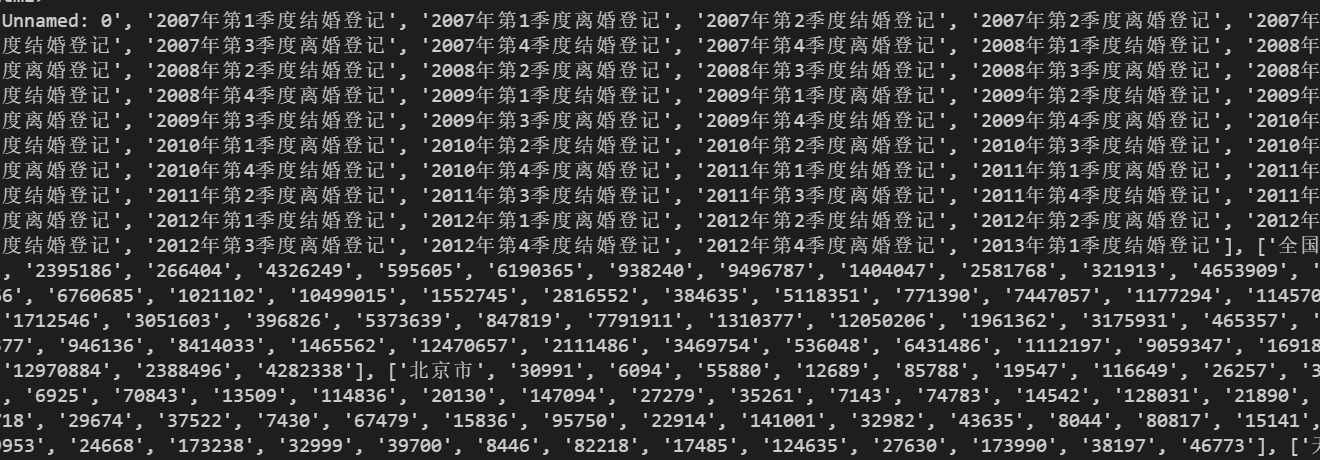 Unnamed: 0', '2007年第1季度结婚登记', '2007年第1季度离婚登记', '2007年第2季度结婚登记', '2007年第2季度离婚登记', '2007年
度结婚登记', '2007年第3季度离婚登记', '2007年第4季度结婚登记', '2007年第4季度离婚登记', '2008年第1季度结婚登记', '2008年
度离婚登记', '2008年第2季度结婚登记', '2008年第2季度离婚登记', '2008年第3季度结婚登记', '2008年第3季度离婚登记', '2008年
度结婚登记', '2008年第4季度离婚登记', '2009年第1季度结婚登记', '2009年第1季度离婚登记', '2009年第2季度结婚登记', '2009年
度离婚登记', '2009年第3季度结婚登记', '2009年第3季度离婚登记', '2009年第4季度结婚登记', '2009年第4季度离婚登记', '2010年
度结婚登记', '2010年第1季度离婚登记', '2010年第2季度结婚登记', '2010年第2季度离婚登记', '2010年第3季度结婚登记', '2010年
度离婚登记', '2010年第4季度结婚登记', '2010年第4季度离婚登记', '2011年第1季度结婚登记', '2011年第1季度离婚登记', '2011年
度结婚登记', '2011年第2季度离婚登记', '2011年第3季度结婚登记', '2011年第3季度离婚登记', '2011年第4季度结婚登记', '2011年
度离婚登记', '2012年第1季度结婚登记', '2012年第1季度离婚登记', '2012年第2季度结婚登记', '2012年第2季度离婚登记', '2012年
度结婚登记', '2012年第3季度离婚登记', '2012年第4季度结婚登记', '2012年第4季度离婚登记', '2013年第1季度结婚登记'], ['全国
, '2395186', '266404', '4326249', '595605', '6190365', '938240', '9496787', '1404047', '2581768', '321913', '4653909', '
6', '6760685', '1021102', '10499015', '1552745', '2816552', '384635', '5118351', '771390', '7447057', '1177294', '114570
'1712546', '3051603', '396826', '5373639', '847819', '7791911', '1310377', '12050206', '1961362', '3175931', '465357', '
377', '946136', '8414033', '1465562', '12470657', '2111486', '3469754', '536048', '6431486', '1112197', '9059347', '16918
'12970884', '2388496', '4282338'], ['北京市', '30991', '6094', '55880', '12689', '85788', '19547', '116649', '26257', '3
, '6925', '70843', '13509', '114836', '20130', '147094', '27279', '35261', '7143', '74783', '14542', '128031', '21890',
718', '29674', '37522', '7430', '67479', '15836', '95750', '22914', '141001', '32982', '43635', '8044', '80817', '15141',
9953', '24668', '173238', '32999', '39700', '8446', '82218', '17485', '124635', '27630', '173990', '38197', '46773'], ['